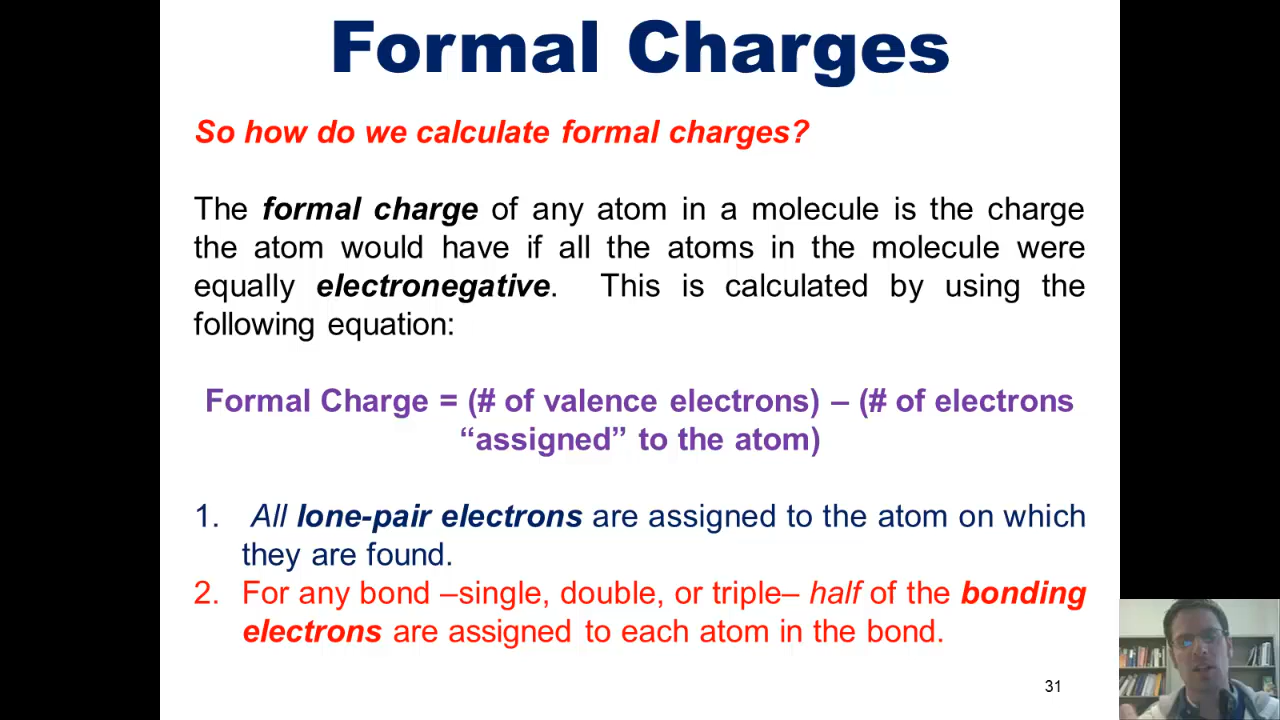 Formal Charges
So how do we calculate formal charges?
The formal charge of any atom in a molecule is the charge
the atom would have if all the atoms in the molecule were
equally electronegative. This is calculated by using the
following equation:
Formal Charge = (# of valence electrons) – (# of electrons
“assigned” to the atom)
1. All lone-pair electrons are assigned to the atom on which
they are found.
2. For any bond –single, double, or triple– half of the bonding
electrons are assigned to each atom in the bond.
31